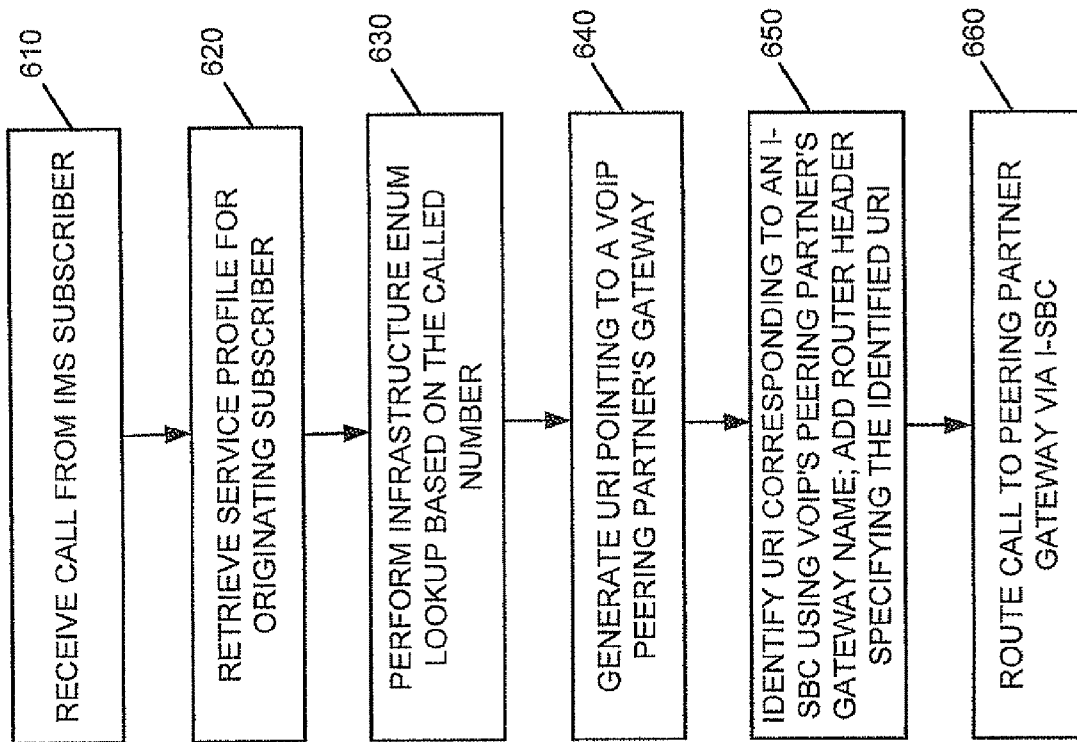 610
RECEIVE CALL FROM IMS SUBSCRIBER
620
RETRIEVE SERVICE PROFILE FOR
ORIGINATING SUBSCRIBER
630
PERFORM INFRASTRUCTURE ENUM
LOOKUP BASED ON THE CALLED
NUMBER
640
GENERATE URI POINTING TO A VOIP
PEERING PARTNER'S GATEWAY
650
IDENTIFY URI CORRESPONDING TO AN I-
SBC USING VOIP'S PEERING PARTNER'S
GATEWAY NAME; ADD ROUTER HEADER
SPECIFYING THE IDENTIFIED URI
660
ROUTE CALL TO PEERING PARTNER
GATEWAY VIA I-SBC